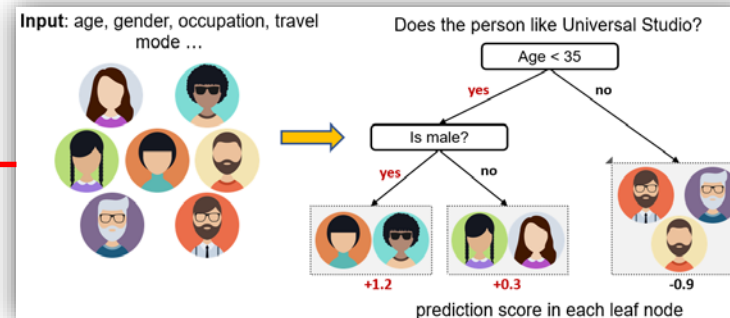 Input: age, gender, occupation, travel
mode ...
Does the person like Universal Studio?
Age < 35
yes
no
Is male?
yes
no
+1.2
+0.3
-0.9
prediction score in each leaf node